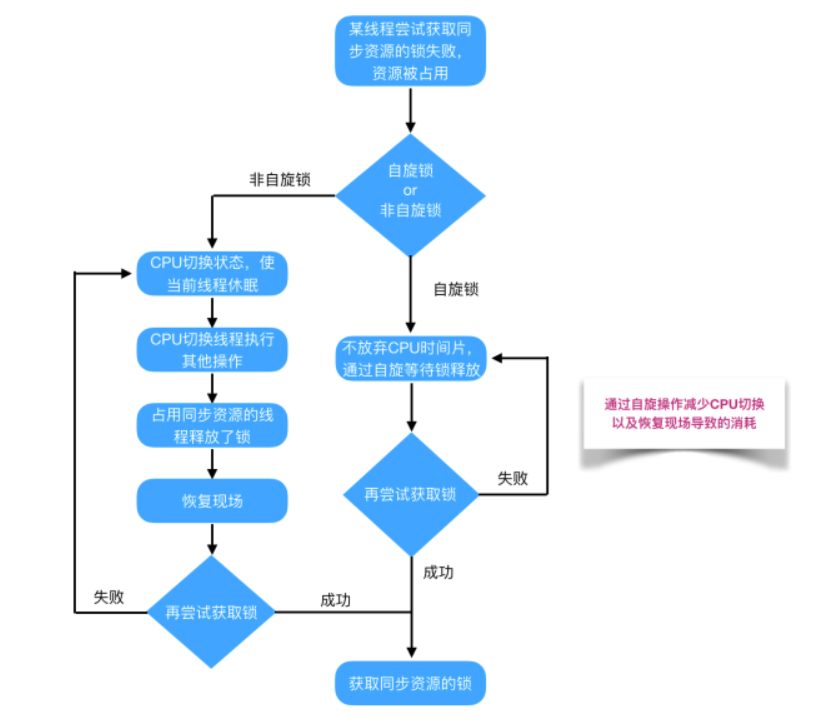 某线程尝试获取同
步资源的锁失败，
资源被占用
自旋锁
or
非自旋锁
非自旋锁
CPU切换状态，使
当前线程休眠
自旋锁
CPU切换线程执行
其他操作
不放弃CPU时间片，
通过自旋等待锁释放
通过自旋操作减少CPU切换
以及恢复现场导致的消耗
占用同步资源的线
程释放了锁
恢复现场
再尝试获取锁
失败
成功
再尝试获取锁
失败
成功
获取同步资源的锁